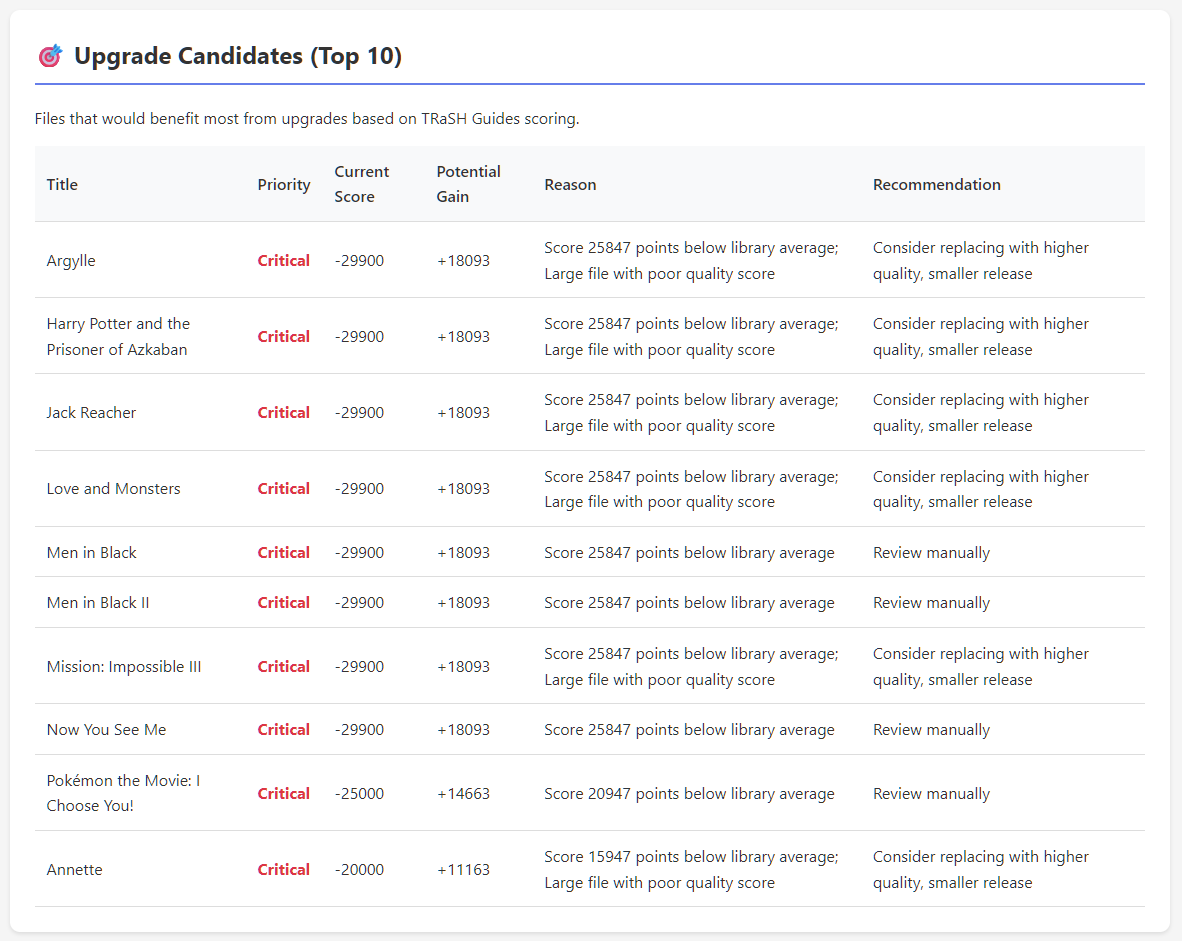 🎯 Upgrade Candidates (Top 10)
Files that would benefit most from upgrades based on TRaSH Guides scoring.
Title Priority Current Score Potential Gain Reason Recommendation
Argylle Critical -29900 +18093 Score 25847 points below library average; Consider replacing with higher
Large file with poor quality score quality, smaller release
Harry Potter and the Score 25847 points below library average; Consider replacing with higher
Prisoner of Azkaban Critical -29900 +18093 Large file with poor quality score quality, smaller release
Jack Reacher Critical -29900 +18093 Score 25847 points below library average; Consider replacing with higher
Large file with poor quality score quality, smaller release
Love and Monsters Critical -29900 +18093 Score 25847 points below library average; Consider replacing with higher
Large file with poor quality score quality, smaller release
Men in Black Critical -29900 +18093 Score 25847 points below library average Review manually
Men in Black II Critical -29900 +18093 Score 25847 points below library average Review manually
Mission: Impossible III Critical -29900 +18093 Score 25847 points below library average; Consider replacing with higher
Large file with poor quality score quality, smaller release
Now You See Me Critical -29900 +18093 Score 25847 points below library average Review manually
Pokémon the Movie: I
Choose You! Critical -25000 +14663 Score 20947 points below library average Review manually
Annette Critical -20000 +11163 Score 15947 points below library average; Consider replacing with higher
Large file with poor quality score quality, smaller release